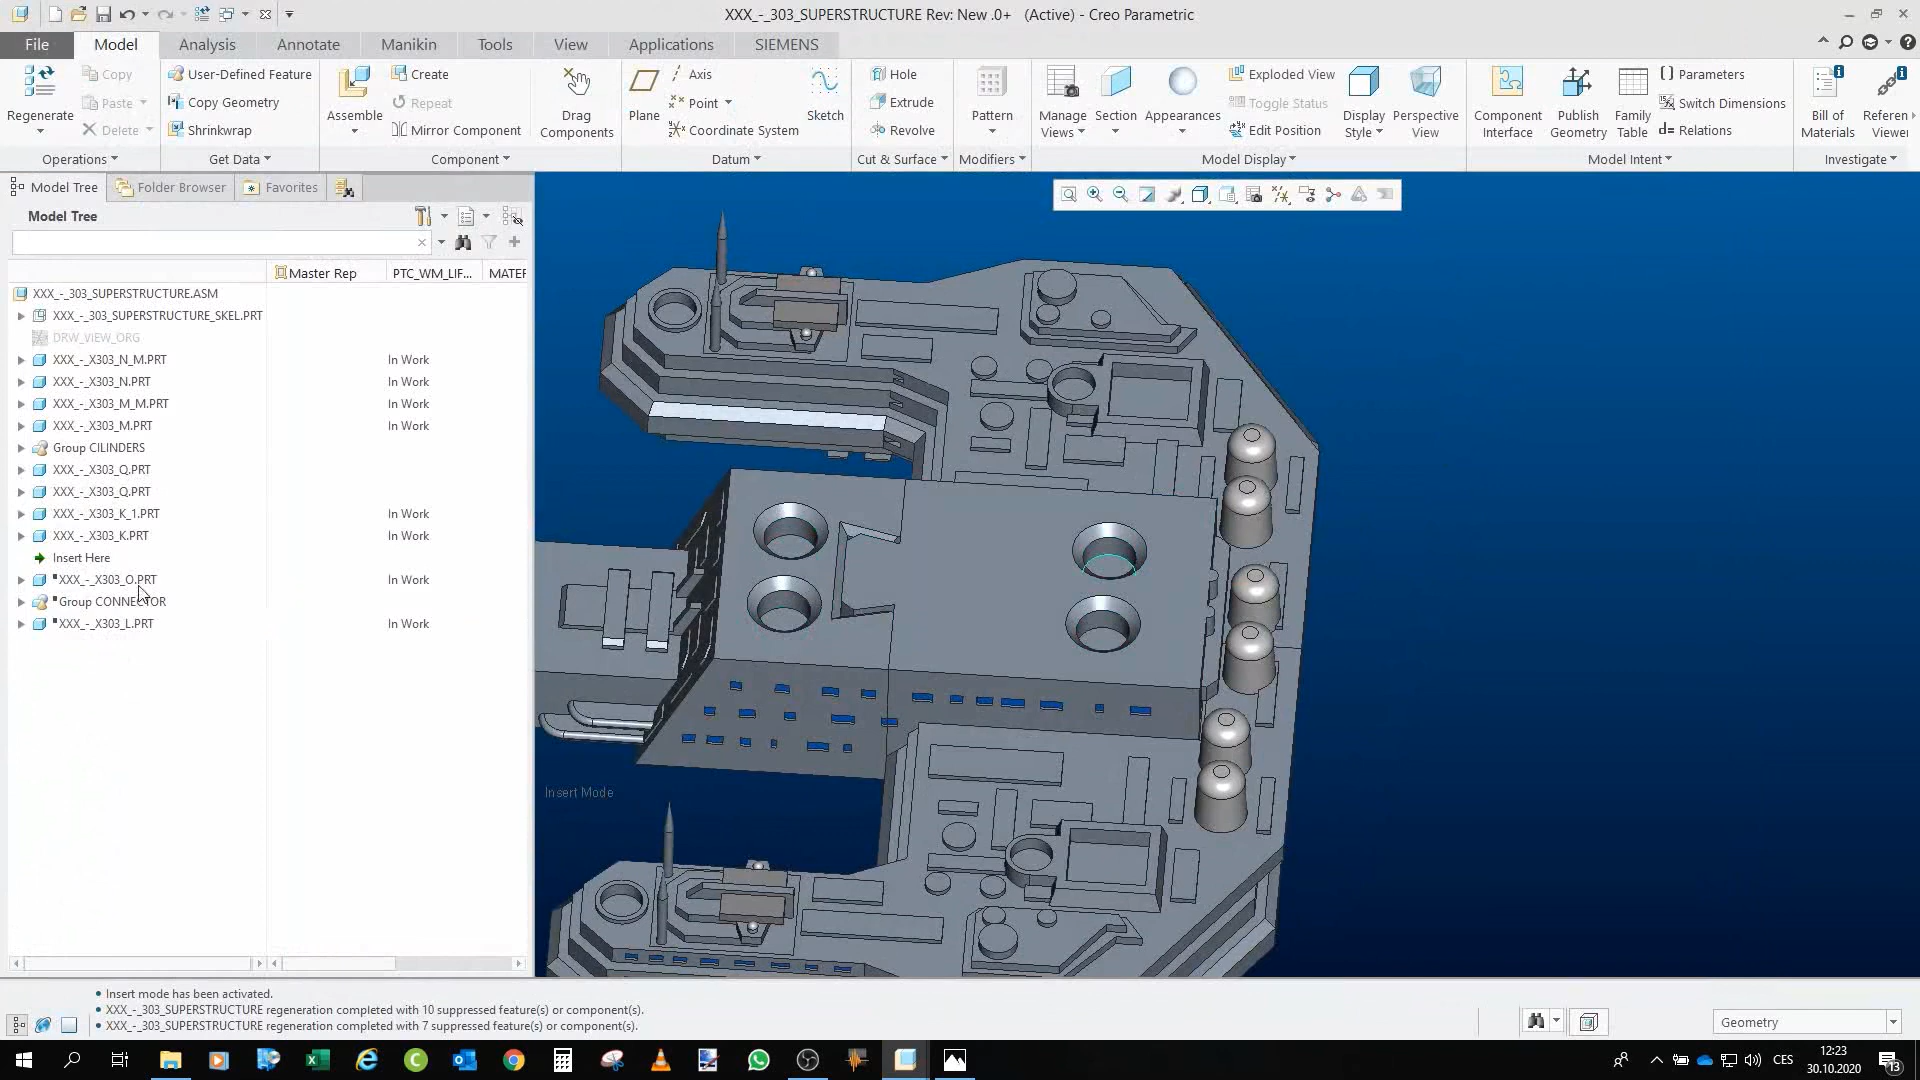 XXX_-_303_SUPERSTRUCTURE Rev: New .0+ (Active) - Creo Parametric
File Model Analysis Annotate Manikin Tools View Applications SIEMENS
Regenerate
Copy
Paste
Delete
Operations
User-Defined Feature
Copy Geometry
Shrinkwrap
Get Data
Assemble
Create
Repeat
Mirror Component
Drag
Components
Component
Plane
Axis
Point
Coordinate System
Sketch
Datum
Hole
Extrude
Revolve
Cut & Surface
Pattern
Modifiers
Manage
Views
Section
Appearances
Exploded View
Toggle Status
Edit Position
Display
Style
Perspective
View
Model Display
Component
Interface
Publish
Geometry
Family
Table
Parameters
Switch Dimensions
Relations
Model Intent
Bill of
Materials
Referen
Viewe
Investigate
Model Tree Folder Browser Favorites
Model Tree
Master Rep PTC_WM_LIF... MATER
XXX_-_303_SUPERSTRUCTURE.ASM
XXX_-_303_SUPERSTRUCTURE_SKEL.PRT
DRW_VIEW_ORG
XXX_-_X303_N_M.PRT In Work
XXX_-_X303_N.PRT In Work
XXX_-_X303_M_M.PRT In Work
XXX_-_X303_M.PRT In Work
Group CILINDERS
XXX_-_X303_Q.PRT
XXX_-_X303_Q.PRT
XXX_-_X303_K_1.PRT In Work
XXX_-_X303_K.PRT In Work
Insert Here
XXX_-_X303_O.PRT In Work
Group CONNECTOR
XXX_-_X303_L.PRT In Work
Insert Mode
• Insert mode has been activated.
• XXX_-_303_SUPERSTRUCTURE regeneration completed with 10 suppressed feature(s) or component(s).
• XXX_-_303_SUPERSTRUCTURE regeneration completed with 7 suppressed feature(s) or component(s).
Geometry
CES
12:23
30.10.2020
13